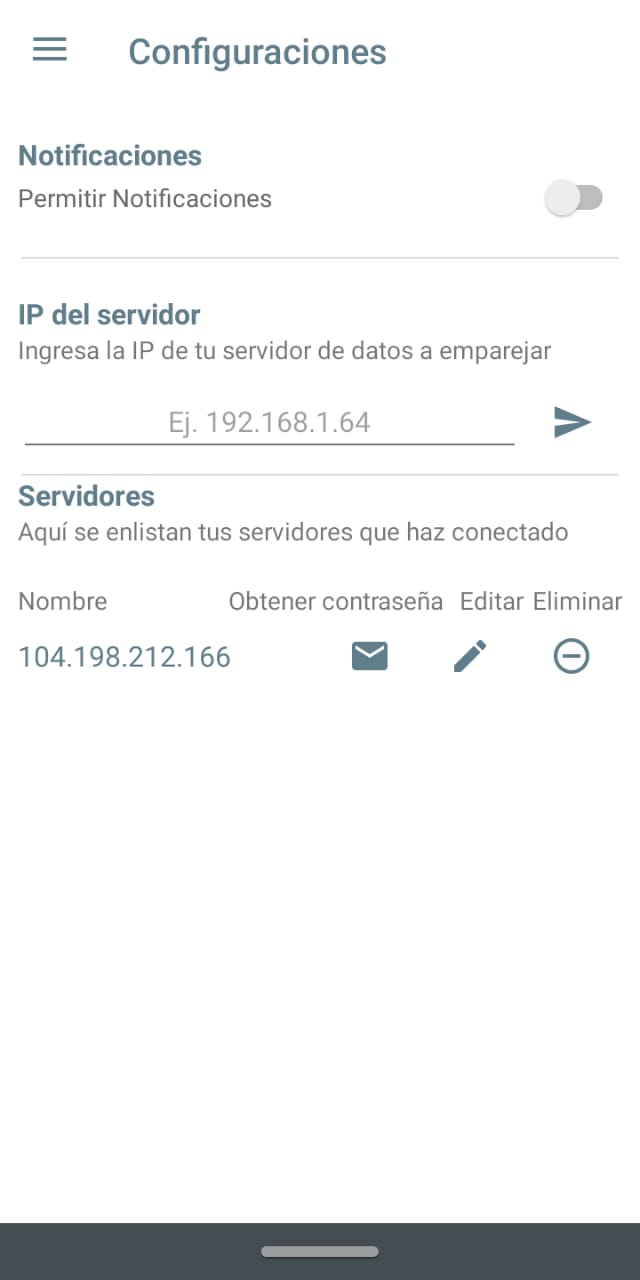 Configuraciones
Notificaciones
Permitir Notificaciones
IP del servidor
Ingresa la IP de tu servidor de datos a emparejar
Ej. 192.168.1.64
Servidores
Aquí se enlistan tus servidores que haz conectado
Nombre Obtener contraseña Editar Eliminar
104.198.212.166